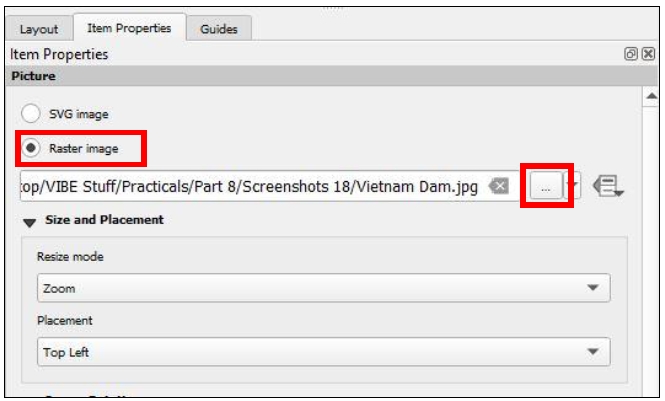 Layout Item Properties Guides
Item Properties
Picture
SVG image
Raster image
:op/VIBE Stuff/Practicals/Part 8/Screenshots 18/Vietnam Dam.jpg ...
Size and Placement
Resize mode
Zoom
Placement
Top Left